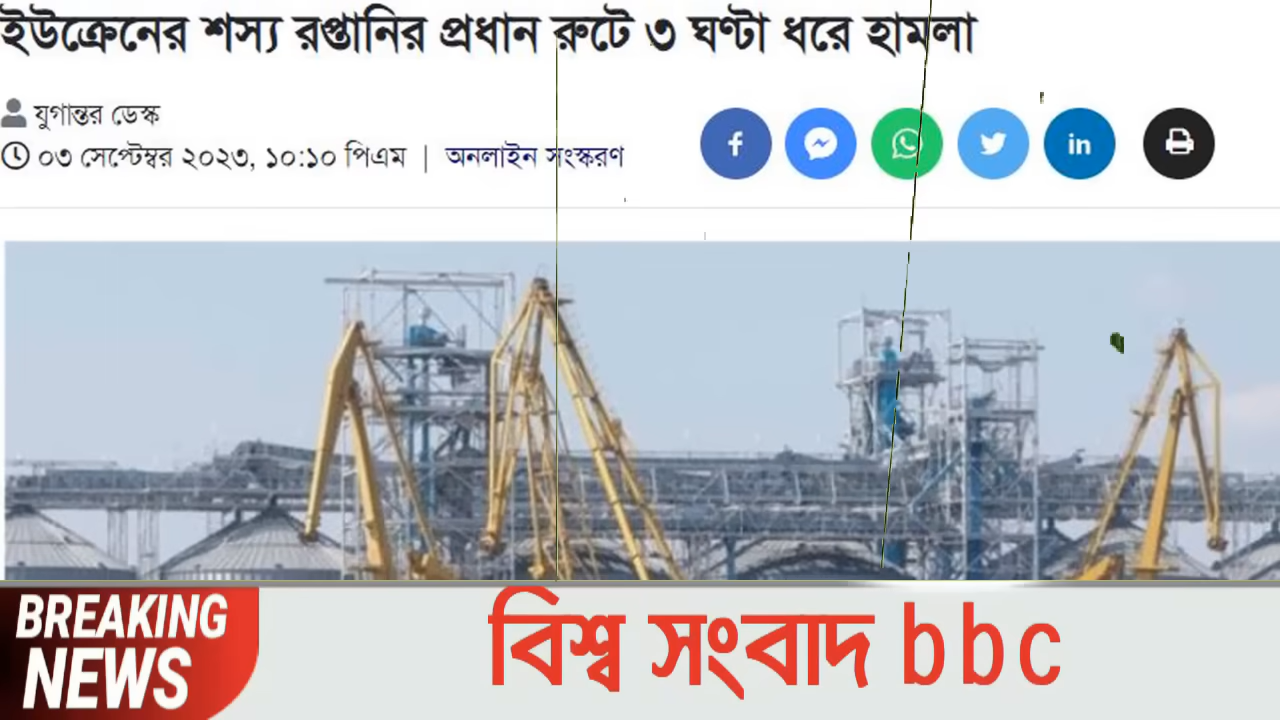 ইউক্রেনের শস্য রপ্তানির প্রধান রুটে ৩ ঘণ্টা ধরে হামলা
যুগান্তর ডেস্ক
০৩ সেপ্টেম্বর ২০২৩, ১০:১০ পিএম | অনলাইন সংস্করণ
BREAKING
NEWS
বিশ্ব সংবাদ bbc